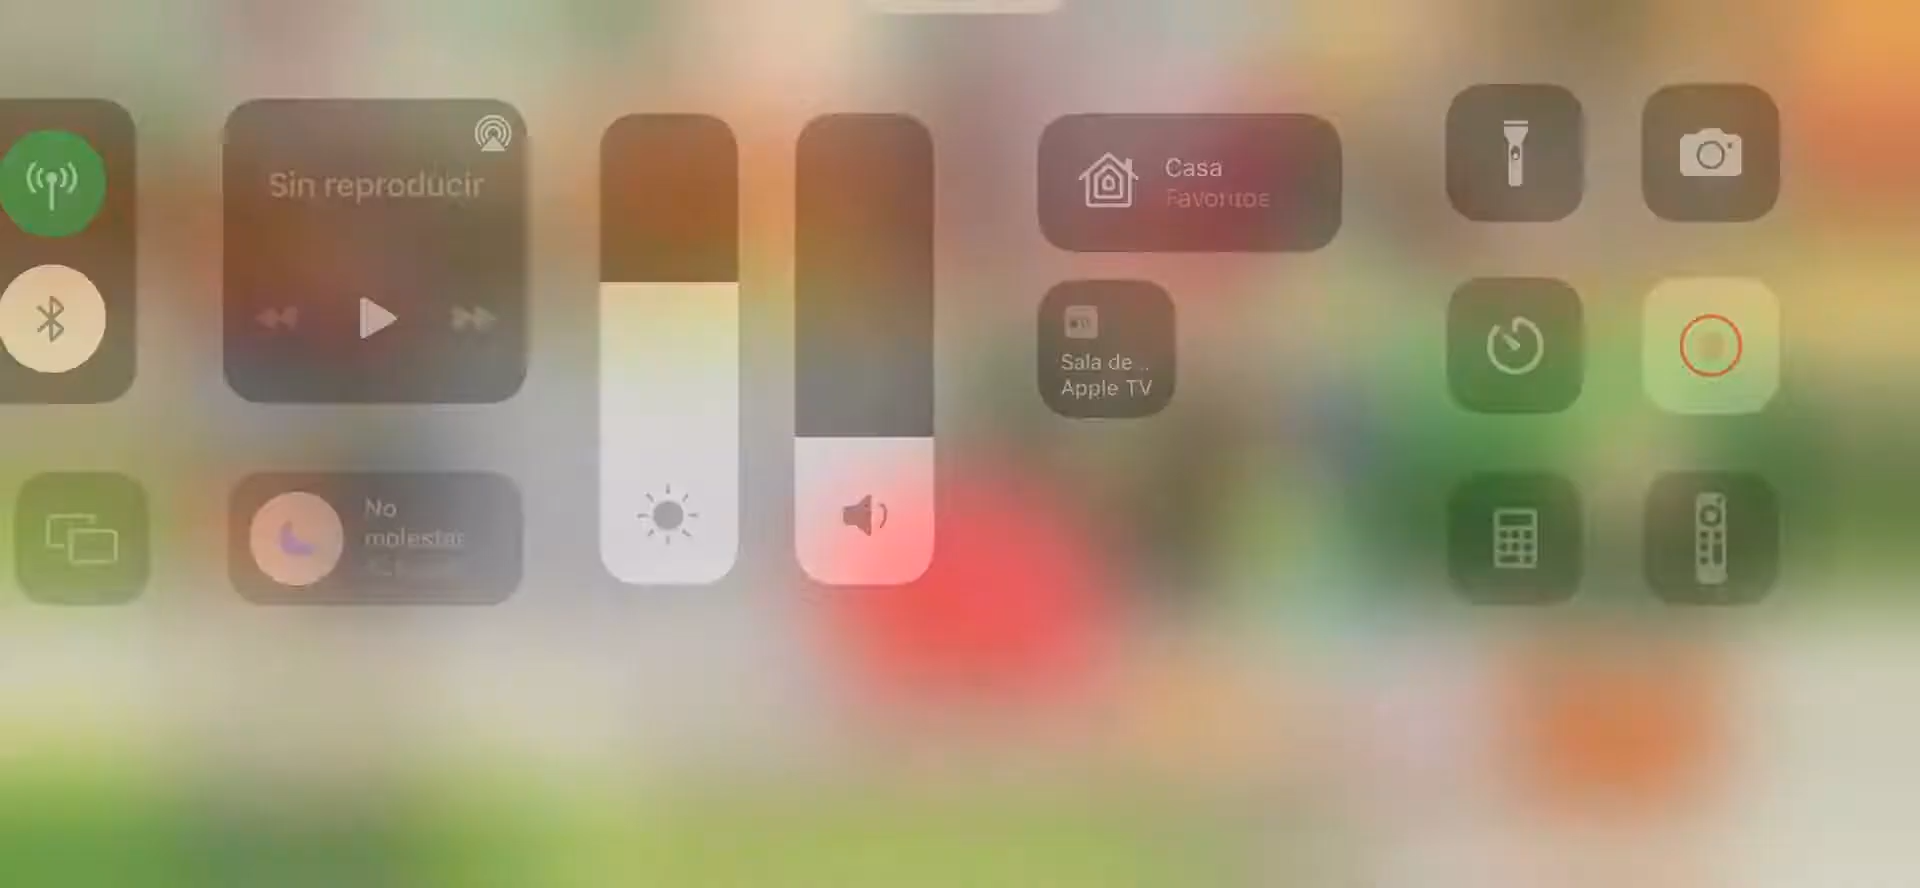 Sin reproducir
Casa
Favoritos
Sala de ..
Apple TV
No
molestar